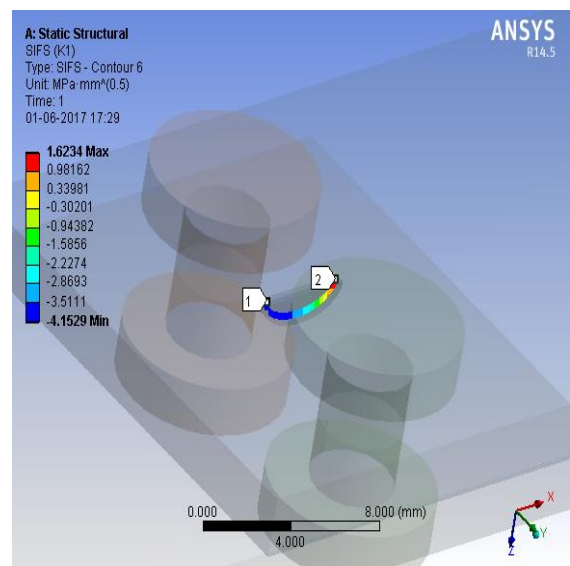 A: Static Structural
SIFS (K1)
Type: SIFS - Contour 6
Unit: MPa·mm^(0.5)
Time: 1
01-06-2017 17:29
ANSYS
R14.5
1.6234 Max
0.98162
0.33981
-0.30201
-0.94382
-1.5856
-2.2274
-2.8693
-3.5111
-4.1529 Min
1
2
0.000
8.000 (mm)
4.000
X
Y
Z